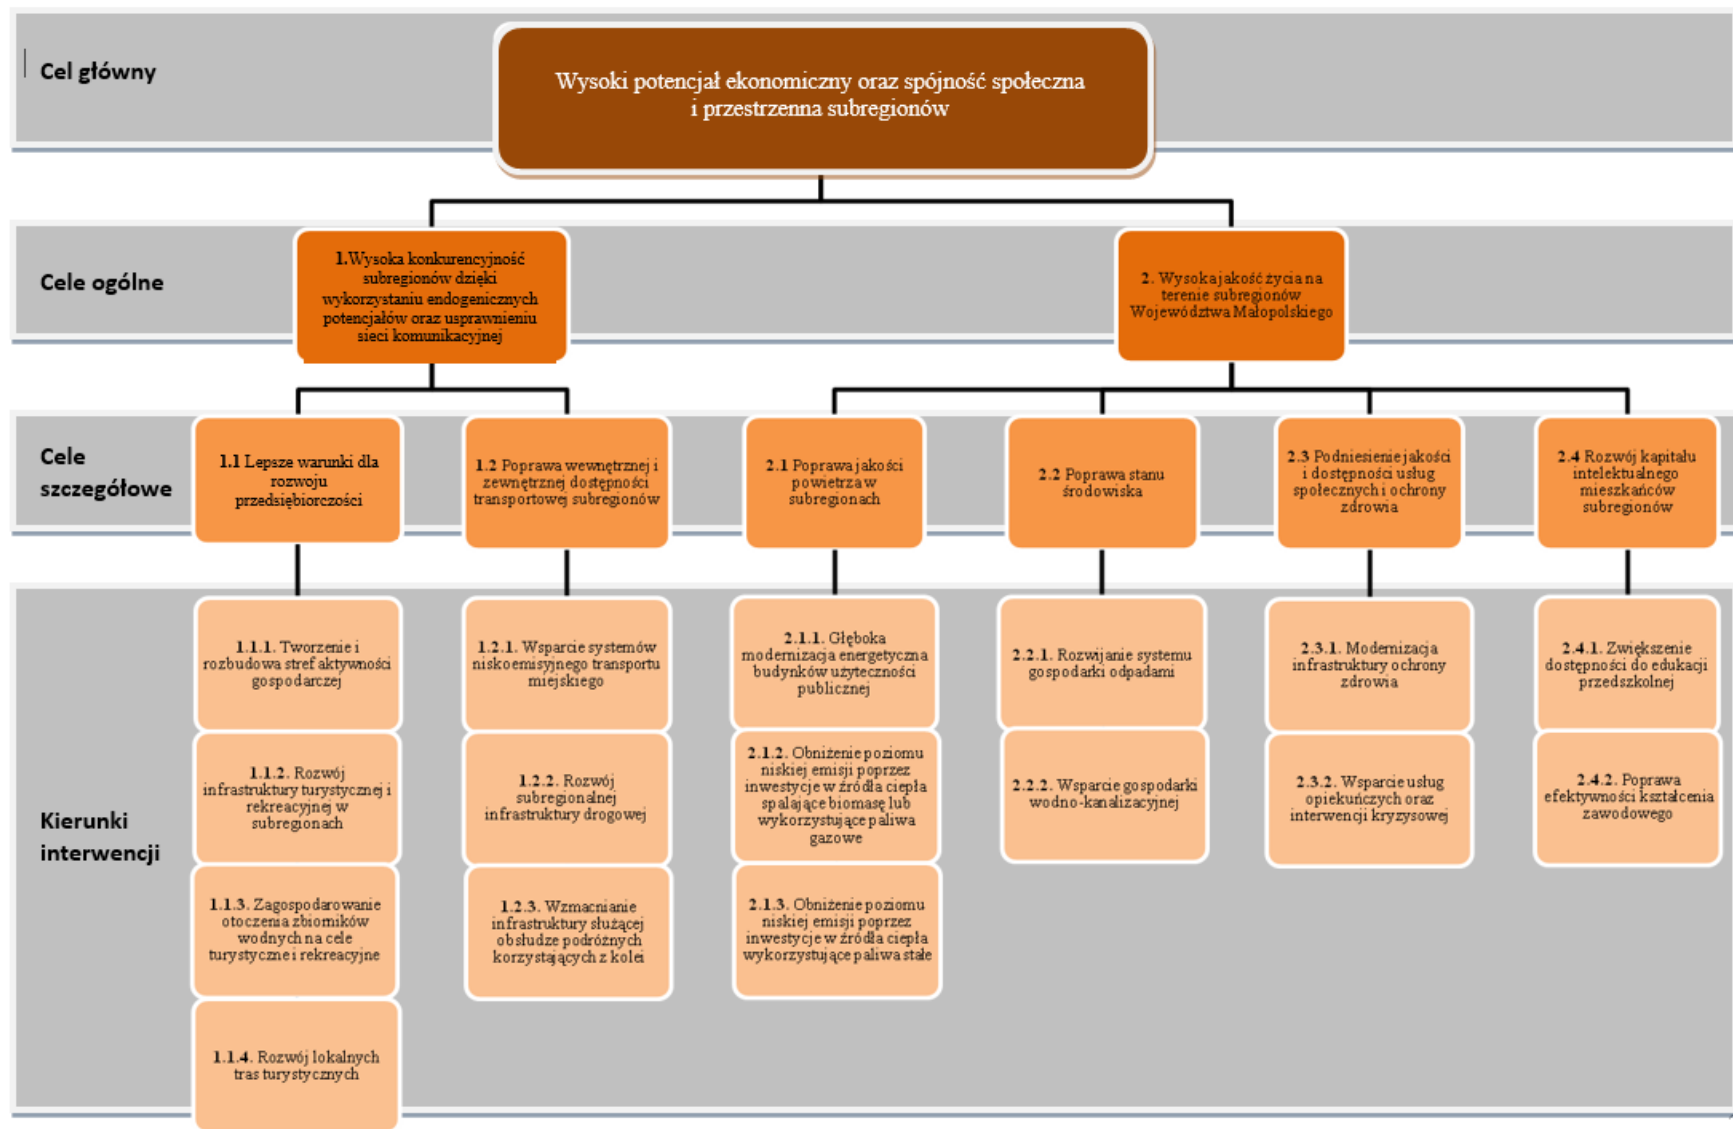 Cel główny
Wysoki potencjał ekonomiczny oraz spójność społeczna
i przestrzenna subregionów
Cele ogólne
1.Wysoka konkurencyjność
subregionów dzięki
wykorzystaniu endogenicznych
potencjałów oraz usprawnieniu
sieci komunikacyjnej
2. Wysoka jakość życia na
terenie subregionów
Województwa Małopolskiego
Cele
szczegółowe
1.1 Lepsze warunki dla
rozwoju
przedsiębiorczości
1.2 Poprawa wewnętrznej i
zewnętrznej dostępności
transportowej subregionów
2.1 Poprawa jakości
powietrza w
subregionach
2.2 Poprawa stanu
środowiska
2.3 Podniesienie jakości
i dostępności usług
społecznych i ochrony
zdrowia
2.4 Rozwój kapitału
intelektualnego
mieszkańców
subregionów
Kierunki
interwencji
1.1.1. Tworzenie i
rozbudowa stref aktywności
gospodarczej
1.1.2. Rozwój
infrastruktury turystycznej i
rekreacyjnej w
subregionach
1.1.3. Zagospodarowanie
otoczenia zbiorników
wodnych na cele
turystyczne i rekreacyjne
1.1.4. Rozwój lokalnych
tras turystycznych
1.2.1. Wsparcie systemów
niskoemisyjnego transportu
miejskiego
1.2.2. Rozwój
subregionalnej
infrastruktury drogowej
1.2.3. Wzmacnianie
infrastruktury służącej
obsłudze podróżnych
korzystających z kolei
2.1.1. Głęboka
modernizacja energetyczna
budynków użyteczności
publicznej
2.1.2. Obniżenie poziomu
niskiej emisji poprzez
inwestycje w źródła ciepła
spalające biomasę lub
wykorzystujące paliwa
gazowe
2.1.3. Obniżenie poziomu
niskiej emisji poprzez
inwestycje w źródła ciepła
wykorzystujące paliwa stałe
2.2.1. Rozwijanie systemu
gospodarki odpadami
2.2.2. Wsparcie gospodarki
wodno-kanalizacyjnej
2.3.1. Modernizacja
infrastruktury ochrony
zdrowia
2.3.2. Wsparcie usług
opiekuńczych oraz
interwencji kryzysowej
2.4.1. Zwiększenie
dostępności do edukacji
przedszkolnej
2.4.2. Poprawa
efektywności kształcenia
zawodowego